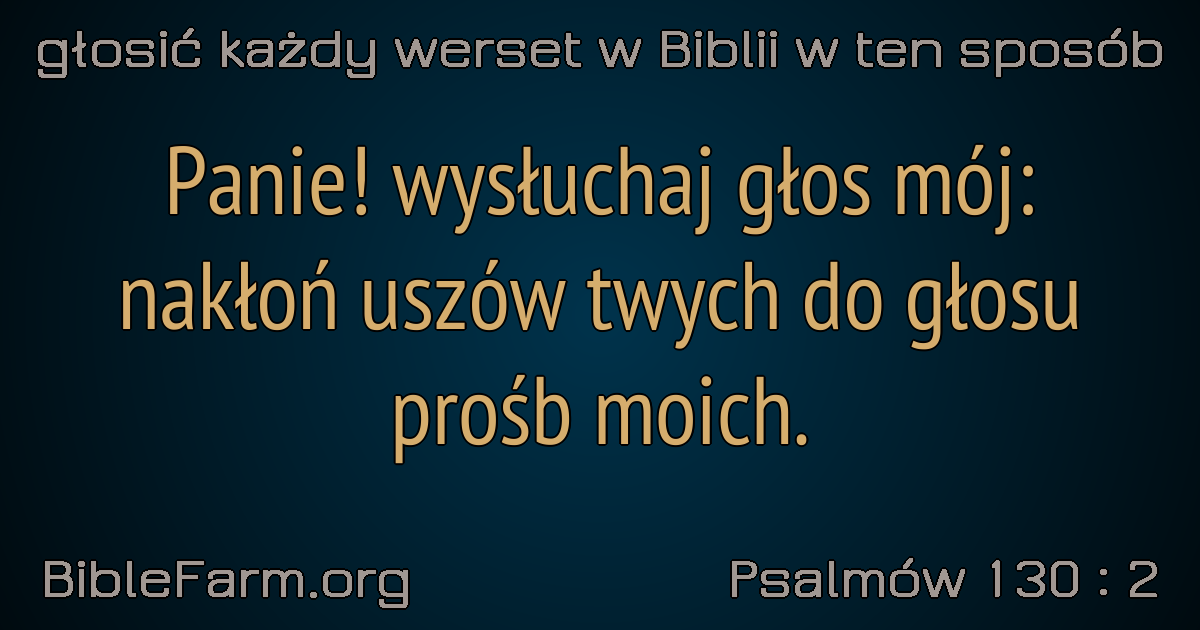 głosić każdy werset w Biblii w ten sposób
Panie! wysłuchaj głos mój:
nakłoń uszów twych do głosu
prośb moich.
BibleFarm.org
Psalmów 130 : 2